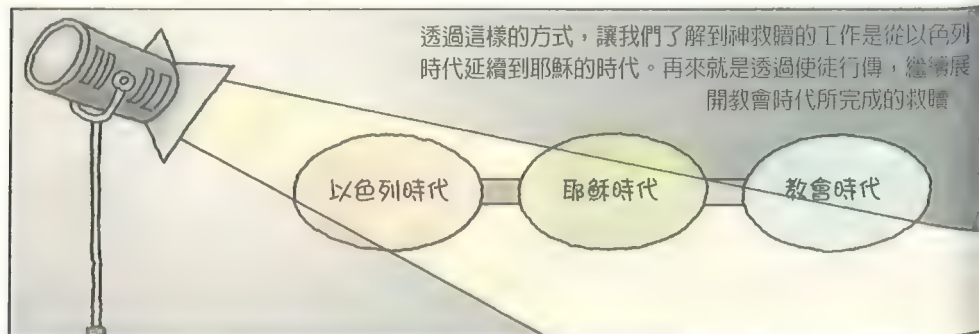 透過這樣的方式，讓我們了解到神救贖的工作是從以色列
時代延續到耶穌的時代。再來就是透過使徒行傳，繼續展
開教會時代所完成的救贖
以色列時代
耶穌時代
教會時代